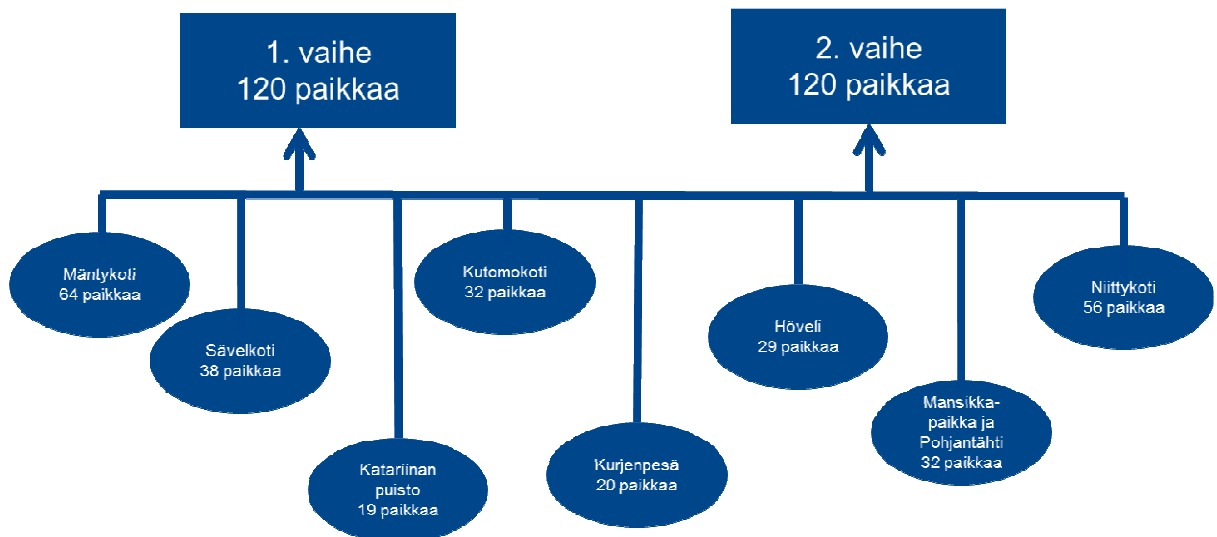 1. vaihe
120 paikkaa
2. vaihe
120 paikkaa
Mäntykoti
64 paikkaa
Sävelkoti
38 paikkaa
Katariinan
puisto
19 paikkaa
Kutomokoti
32 paikkaa
Kurjenpesä
20 paikkaa
Höveli
29 paikkaa
Mansikka-
paikka ja
Pohjantähti
32 paikkaa
Niittykoti
56 paikkaa